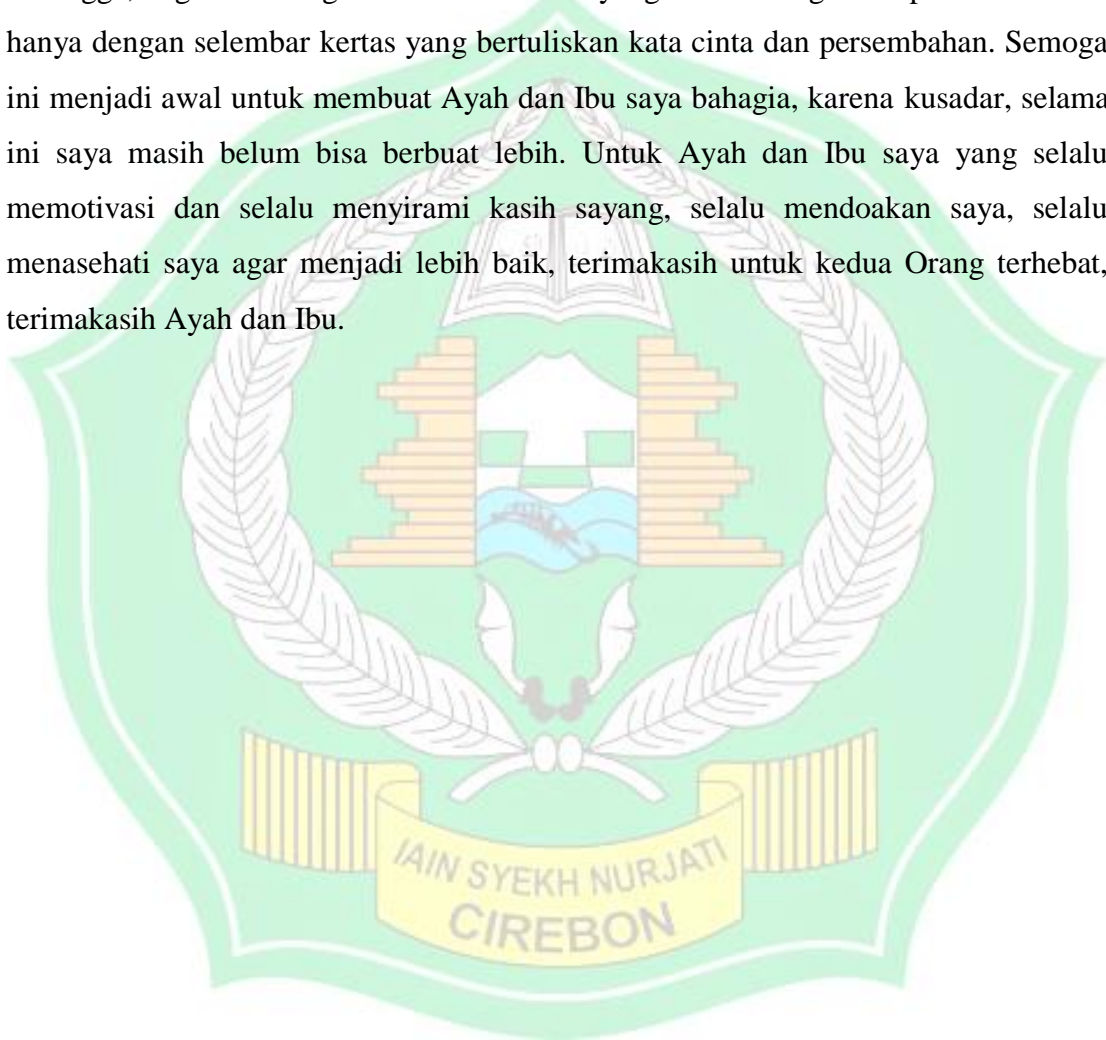 hanya dengan selembar kertas yang bertuliskan kata cinta dan persembahan. Semoga
ini menjadi awal untuk membuat Ayah dan Ibu saya bahagia, karena kusadar, selama
ini saya masih belum bisa berbuat lebih. Untuk Ayah dan Ibu saya yang selalu
memotivasi dan selalu menyirami kasih sayang, selalu mendoakan saya, selalu
menasehati saya agar menjadi lebih baik, terimakasih untuk kedua Orang terhebat,
terimakasih Ayah dan Ibu.
IAIN SYEKH NURJATI
CIREBON